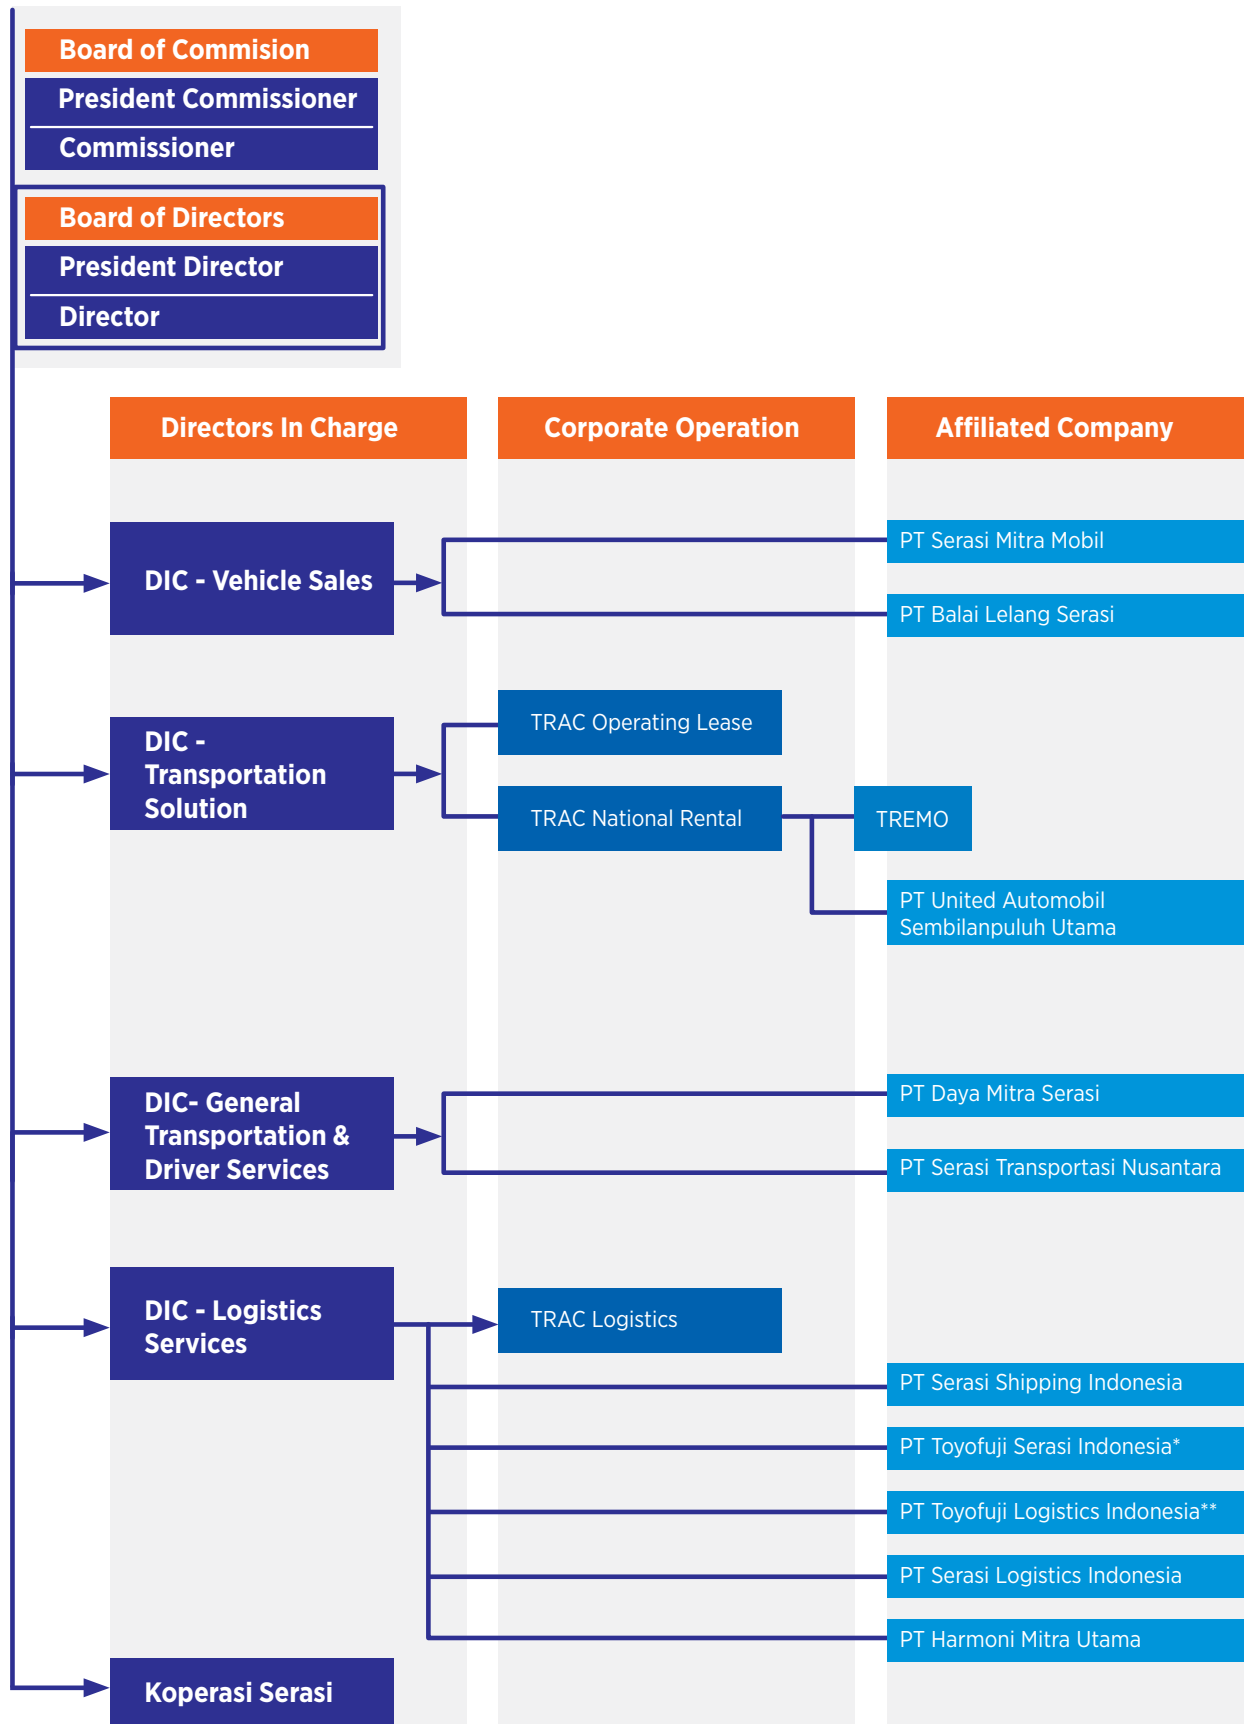 Board of Commision
President Commissioner
Commissioner
Board of Directors
President Director
Director
Directors In Charge
Corporate Operation
Affiliated Company
DIC - Vehicle Sales
PT Serasi Mitra Mobil
PT Balai Lelang Serasi
DIC -
Transportation
Solution
TRAC Operating Lease
TRAC National Rental
TREMO
PT United Automobil
Sembilanpuluh Utama
DIC- General
Transportation &
Driver Services
PT Daya Mitra Serasi
PT Serasi Transportasi Nusantara
DIC - Logistics
Services
TRAC Logistics
PT Serasi Shipping Indonesia
PT Toyofuji Serasi Indonesia*
PT Toyofuji Logistics Indonesia**
PT Serasi Logistics Indonesia
PT Harmoni Mitra Utama
Koperasi Serasi